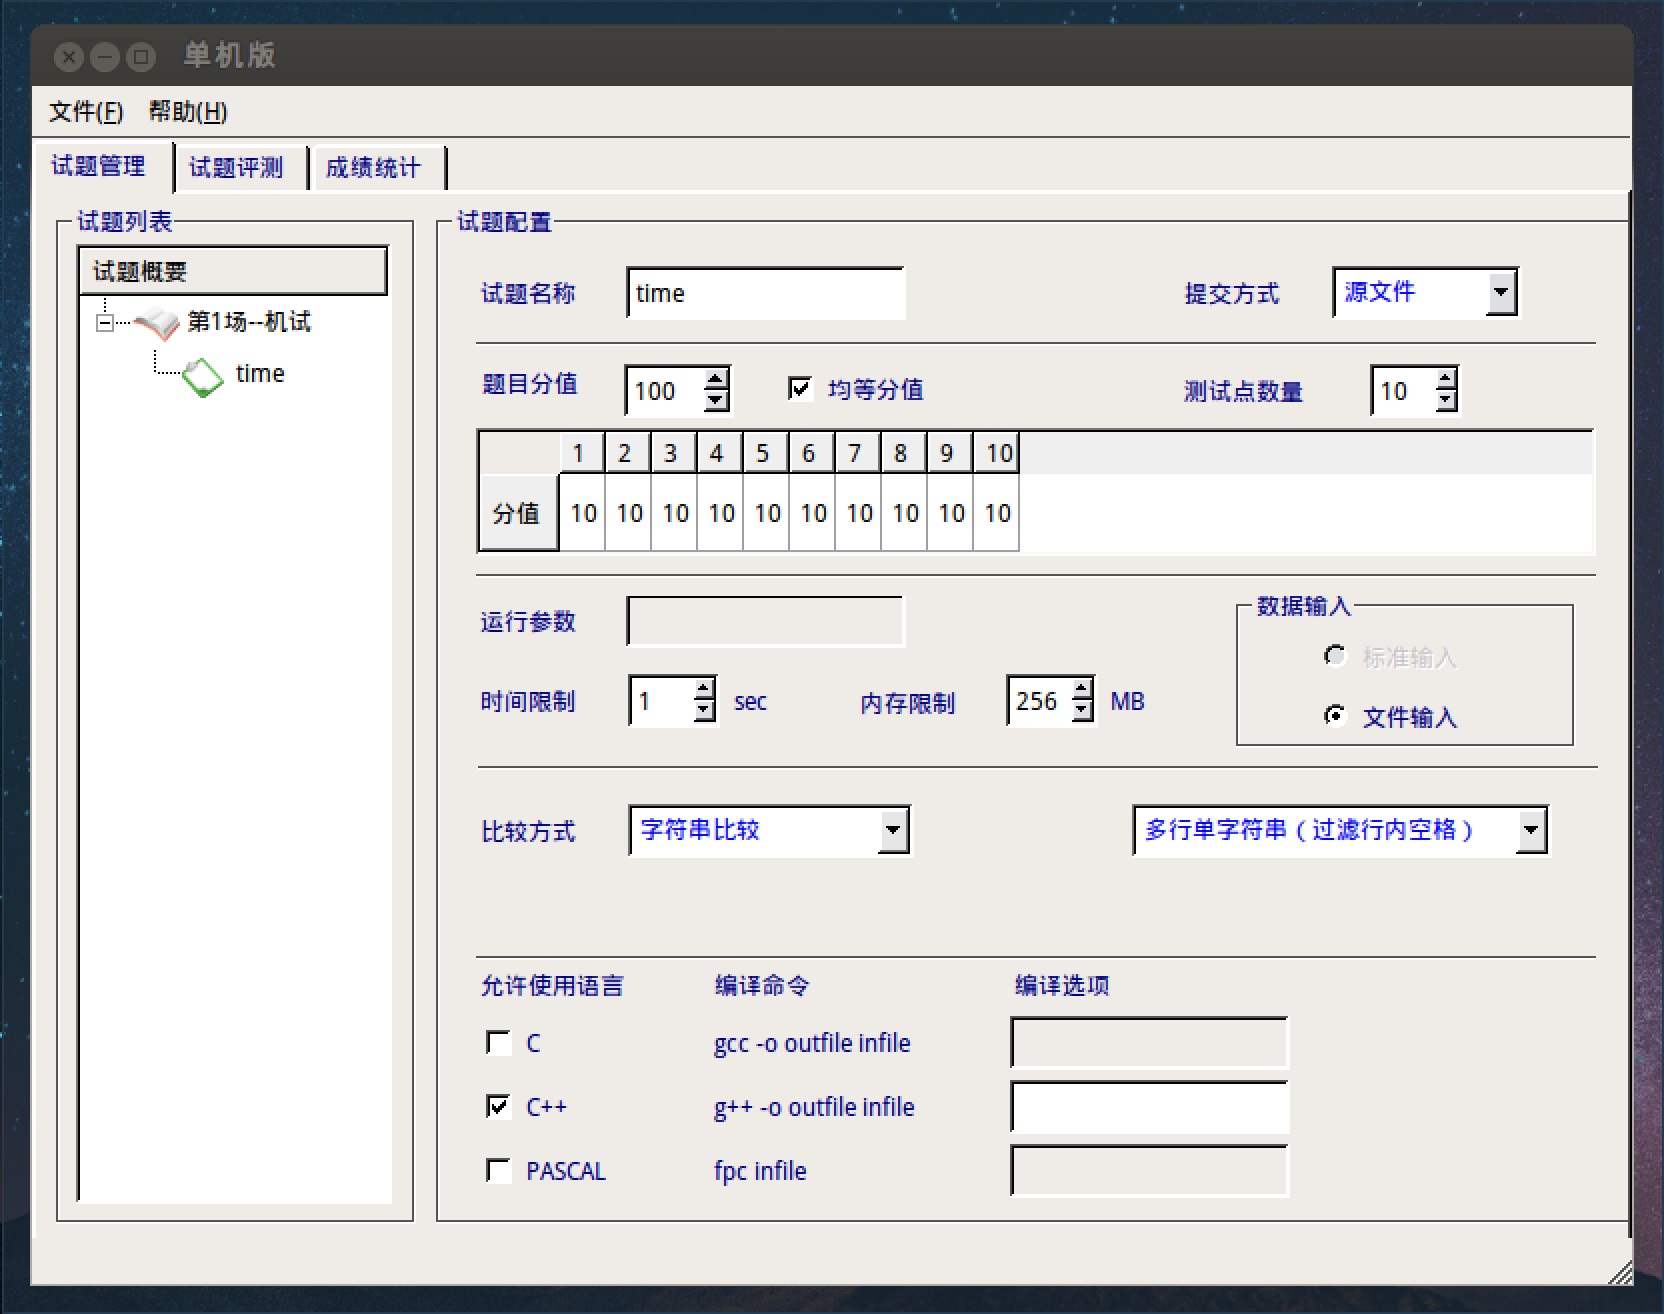 单机版
文件(F) 帮助(H)
试题管理 试题评测 成绩统计
试题列表
试题概要
第1场--机试
time
试题配置
试题名称 time 提交方式 源文件
题目分值 100 均等分值 测试点数量 10
1 2 3 4 5 6 7 8 9 10
分值 10 10 10 10 10 10 10 10 10 10
运行参数
数据输入
标准输入
时间限制 1 sec 内存限制 256 MB
文件输入
比较方式 字符串比较 多行单字符串（过滤行内空格）
允许使用语言 编译命令 编译选项
C gcc -o outfile infile
C++ g++ -o outfile infile
PASCAL fpc infile